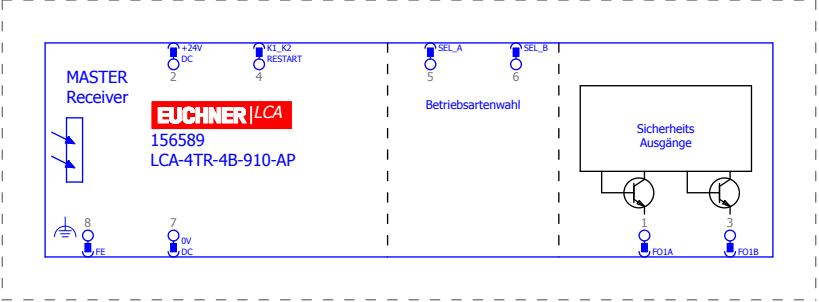 +24V
DC
2
K1_K2
RESTART
4
SEL_A
5
SEL_B
6
MASTER
Receiver
EUCHNER LCA
156589
LCA-4TR-4B-910-AP
Betriebsartenwahl
Sicherheits
Ausgänge
8
FE
7
0V
DC
1
FO1A
3
FO1B